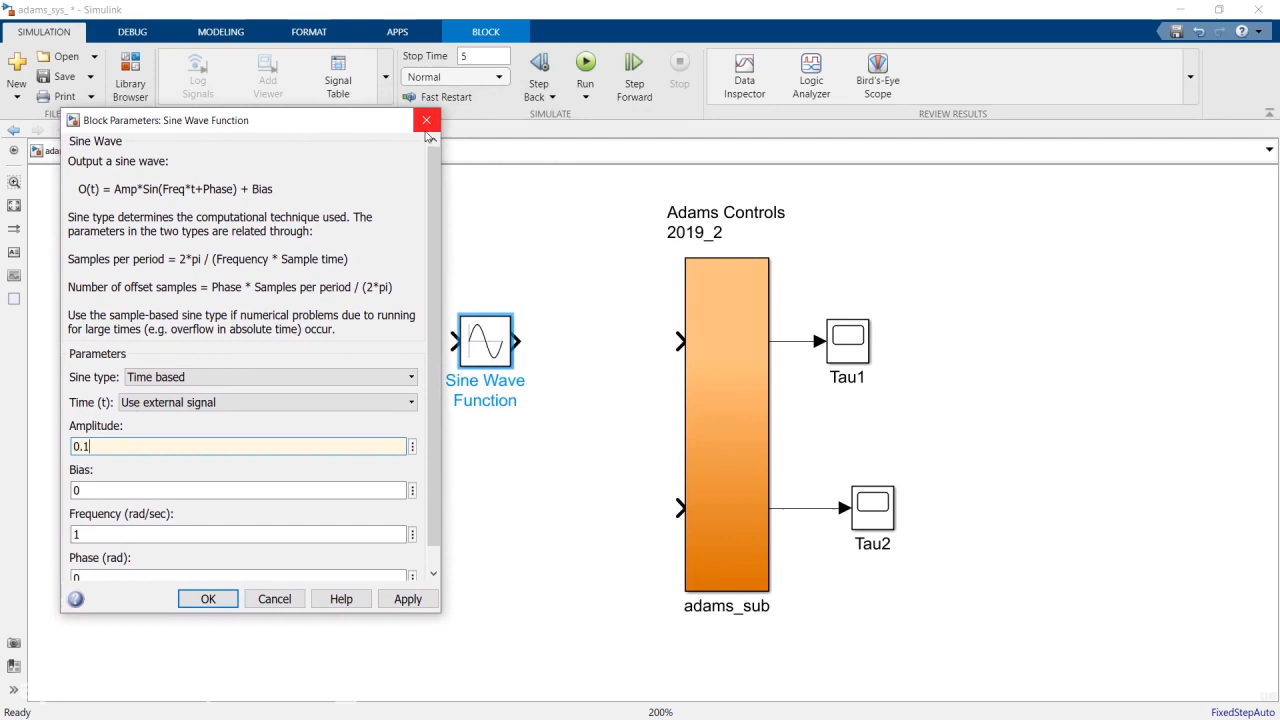 adams_sys_ * - Simulink
SIMULATION DEBUG MODELING FORMAT APPS BLOCK
New
Open
Save
Print
Library
Browser
Log
Signals
Add
Viewer
Signal
Table
Stop Time 5
Normal
Fast Restart
Step
Back
Run
Step
Forward
Stop
Data
Inspector
Logic
Analyzer
Bird's-Eye
Scope
SIMULATE
REVIEW RESULTS
Block Parameters: Sine Wave Function
Sine Wave
Output a sine wave:
O(t) = Amp*Sin(Freq*t+Phase) + Bias
Sine type determines the computational technique used. The
parameters in the two types are related through:
Samples per period = 2*pi / (Frequency * Sample time)
Number of offset samples = Phase * Samples per period / (2*pi)
Use the sample-based sine type if numerical problems due to running
for large times (e.g. overflow in absolute time) occur.
Parameters
Sine type: Time based
Time (t): Use external signal
Amplitude:
0.1
Bias:
0
Frequency (rad/sec):
1
Phase (rad):
0
OK Cancel Help Apply
Sine Wave
Function
Adams Controls
2019_2
Tau1
Tau2
adams_sub
Ready
200%
FixedStepAuto